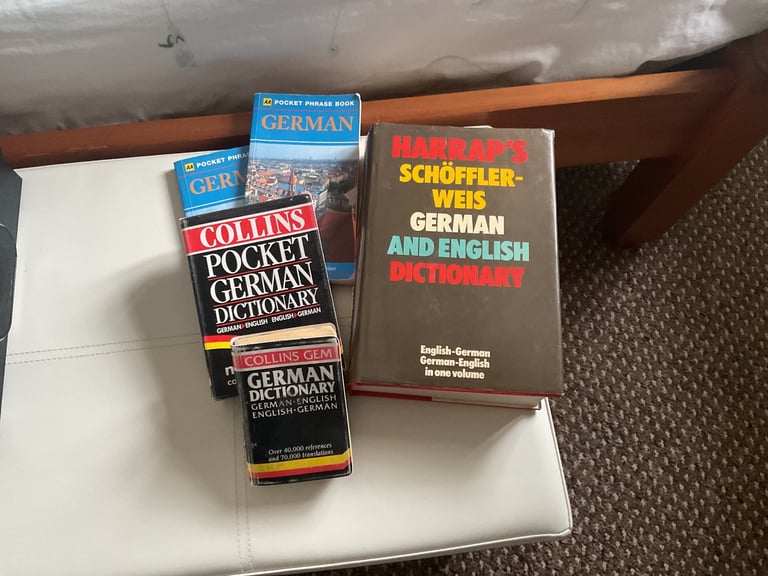 AA POCKET PHRASE BOOK
GERMAN
AA POCKET PHRA
GERM
COLLINS
POCKET
GERMAN
DICTIONARY
GERMAN›ENGLISH ENGLISH›GERMAN
COLLINS GEM
GERMAN
DICTIONARY
GERMAN·ENGLISH
ENGLISH·GERMAN
Over 40,000 references
and 70,000 translations
HARRAP'S
SCHÖFFLER-
WEIS
GERMAN
AND ENGLISH
DICTIONARY
English-German
German-English
in one volume